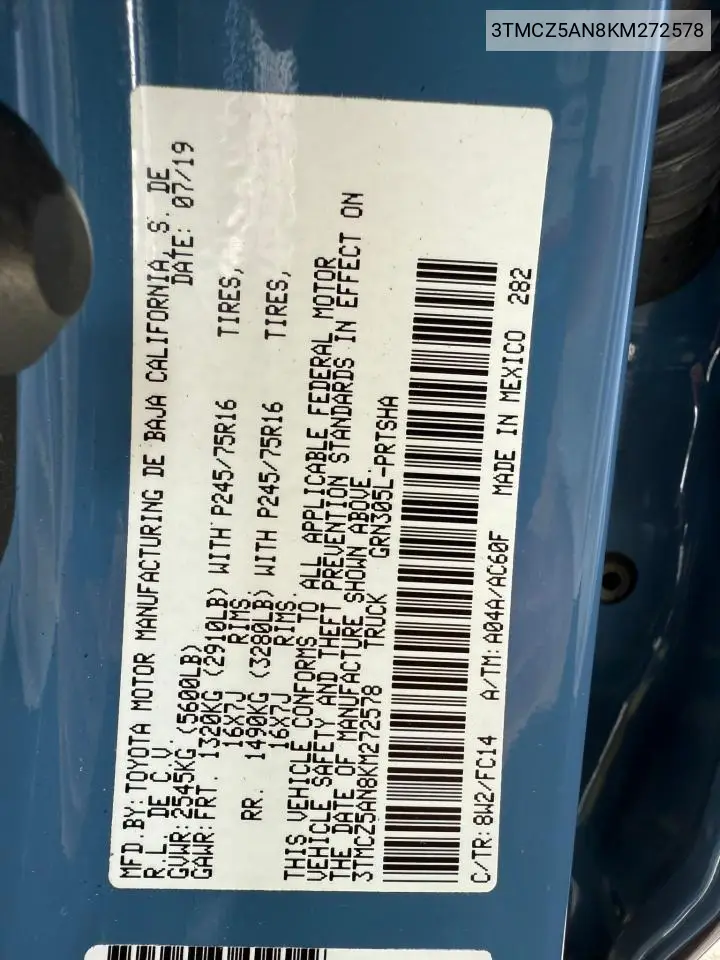 3TMCZ5AN8KM272578
MFD BY: TOYOTA MOTOR MANUFACTURING DE BAJA CALIFORNIA, S. DE
R.L. DE C.V. DATE: 07/19
GVWR: 2545KG (5600LB)
GAWR: FRT. 1320KG (2910LB) WITH P245/75R16 TIRES,
16X7J RIMS,
RR. 1490KG (3280LB) WITH P245/75R16 TIRES,
16X7J RIMS.
THIS VEHICLE CONFORMS TO ALL APPLICABLE FEDERAL MOTOR
VEHICLE SAFETY AND THEFT PREVENTION STANDARDS IN EFFECT ON
THE DATE OF MANUFACTURE SHOWN ABOVE.
3TMCZ5AN8KM272578 TRUCK GRN305L-PRTSHA
C/TR: 8W2/FC14 A/TM: A04A/AC60F MADE IN MEXICO 282